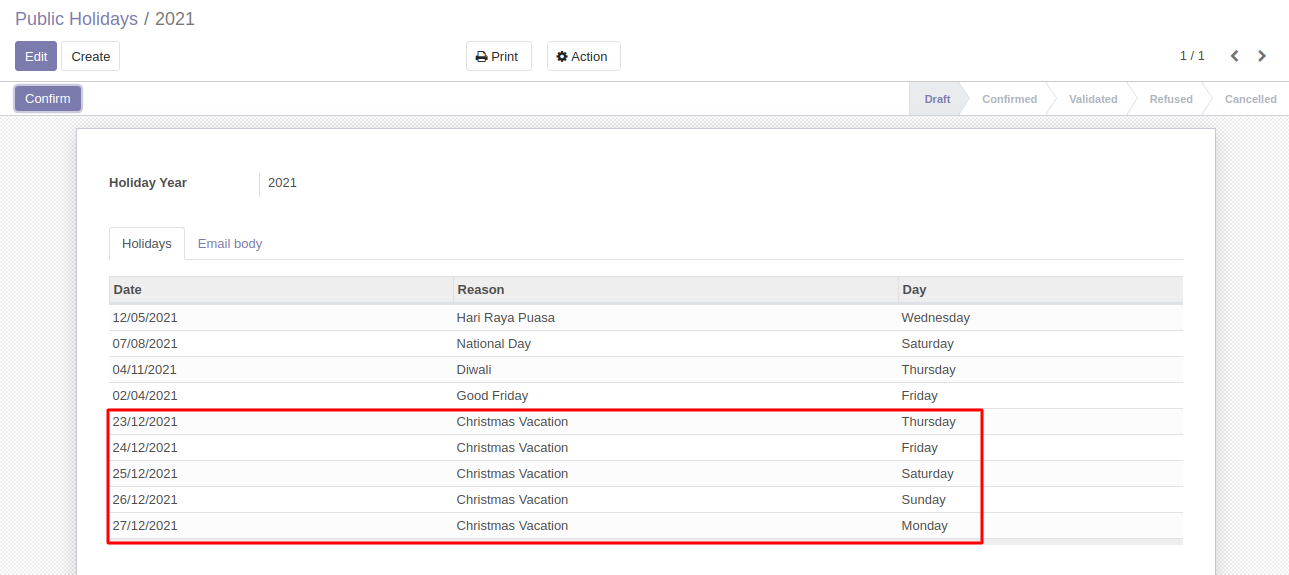 Public Holidays / 2021
Edit Create Print Action 1 / 1
Confirm Draft Confirmed Validated Refused Cancelled
Holiday Year 2021
Holidays Email body
Date Reason Day
12/05/2021 Hari Raya Puasa Wednesday
07/08/2021 National Day Saturday
04/11/2021 Diwali Thursday
02/04/2021 Good Friday Friday
23/12/2021 Christmas Vacation Thursday
24/12/2021 Christmas Vacation Friday
25/12/2021 Christmas Vacation Saturday
26/12/2021 Christmas Vacation Sunday
27/12/2021 Christmas Vacation Monday